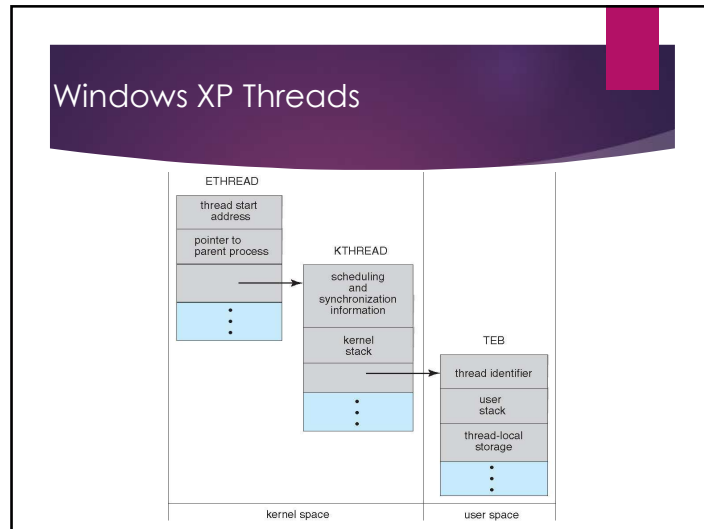 Windows XP Threads
ETHREAD
thread start
address
pointer to
parent process
KTHREAD
scheduling
and
synchronization
information
kernel
stack
TEB
thread identifier
user
stack
thread-local
storage
kernel space
user space